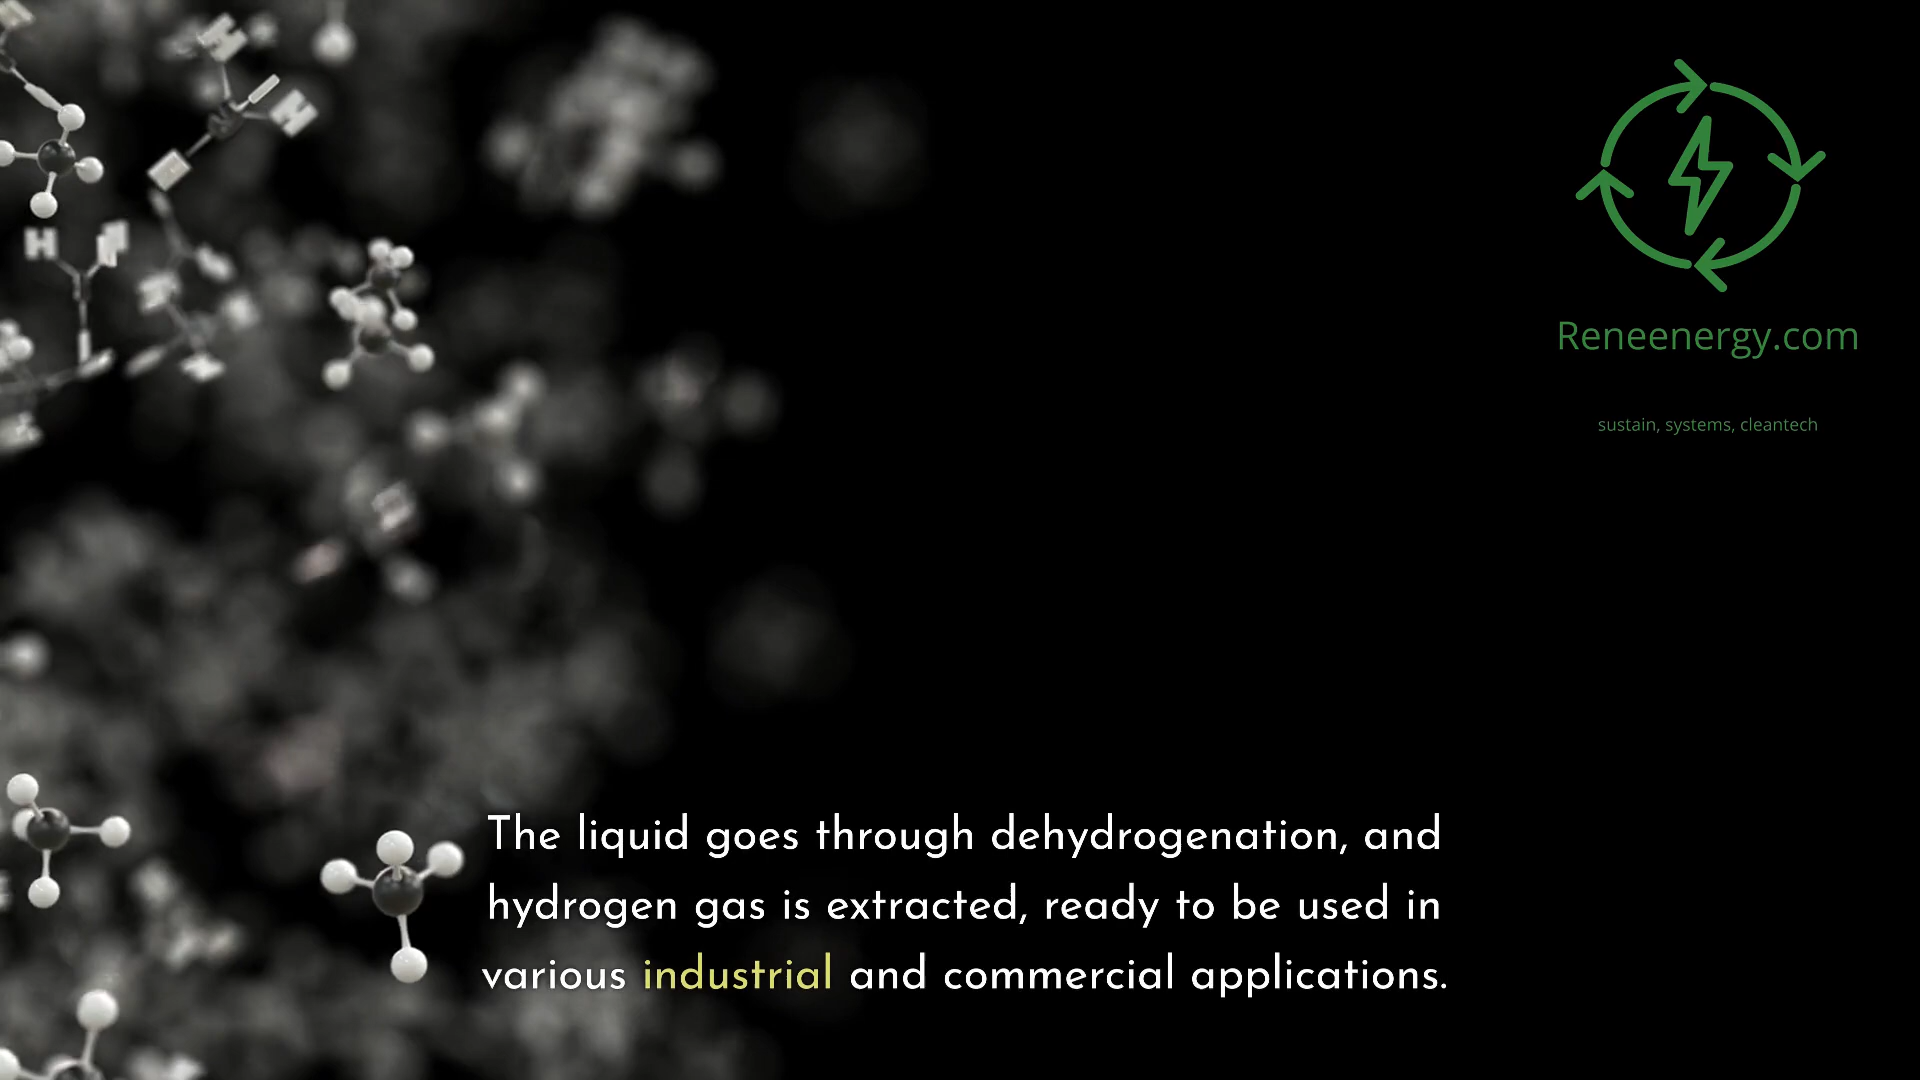 H
Reneenergy.com
sustain, systems, cleantech
The liquid goes through dehydrogenation, and
hydrogen gas is extracted, ready to be used in
various industrial and commercial applications.